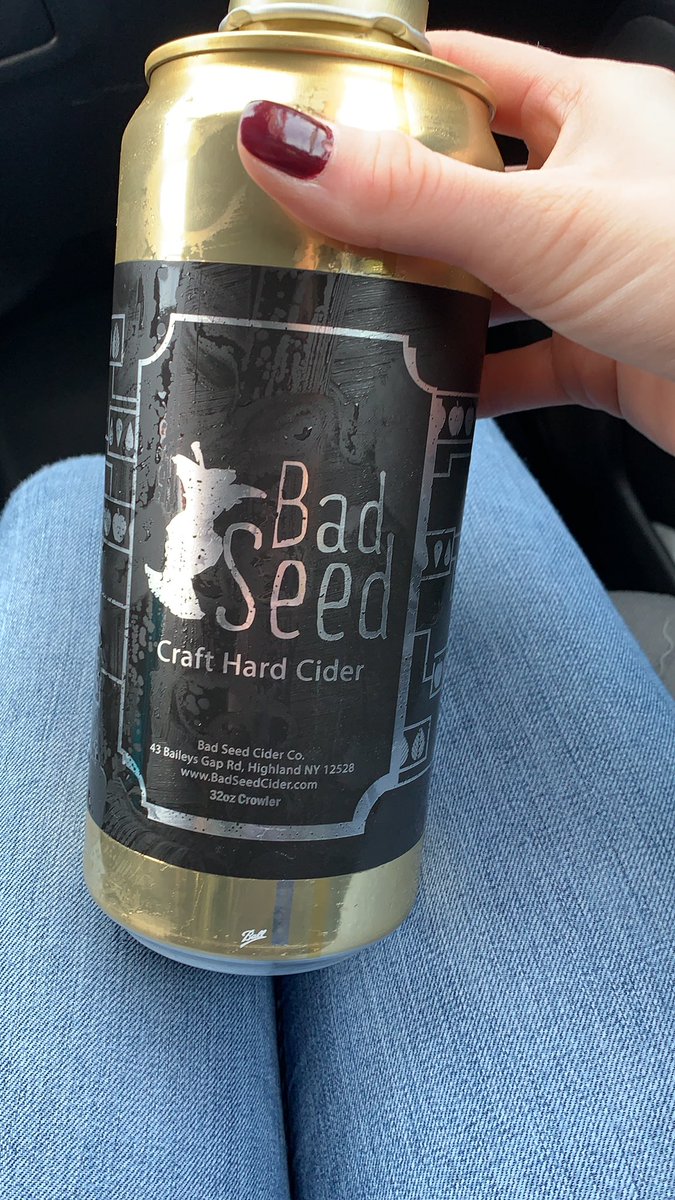 Bad
Seed
Craft Hard Cider
Bad Seed Cider Co.
43 Baileys Gap Rd, Highland NY 12528
www.BadSeedCider.com
32oz Crowler
Ball